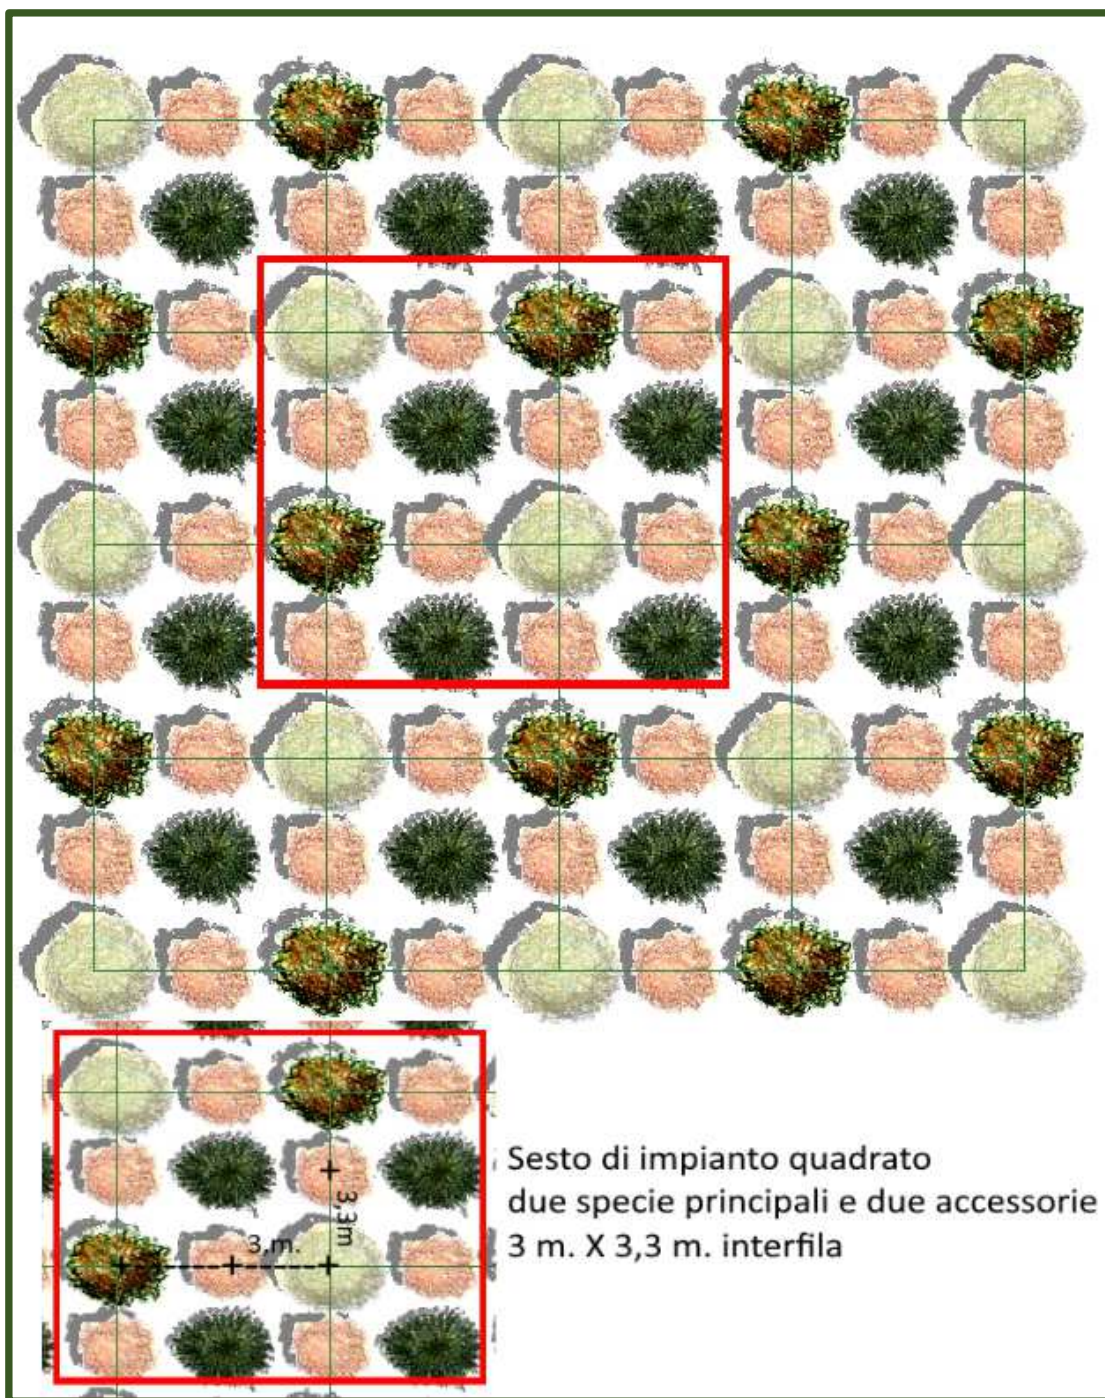 3,3m
3.m.
Sesto di impianto quadrato
due specie principali e due accessorie
3 m. X 3,3 m. interfila